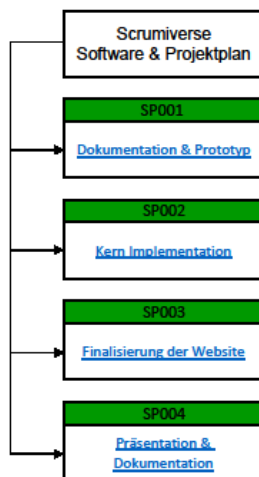 Scrumiverse
Software & Projektplan
SP001
Dokumentation & Prototyp
SP002
Kern Implementation
SP003
Finalisierung der Website
SP004
Präsentation &
Dokumentation